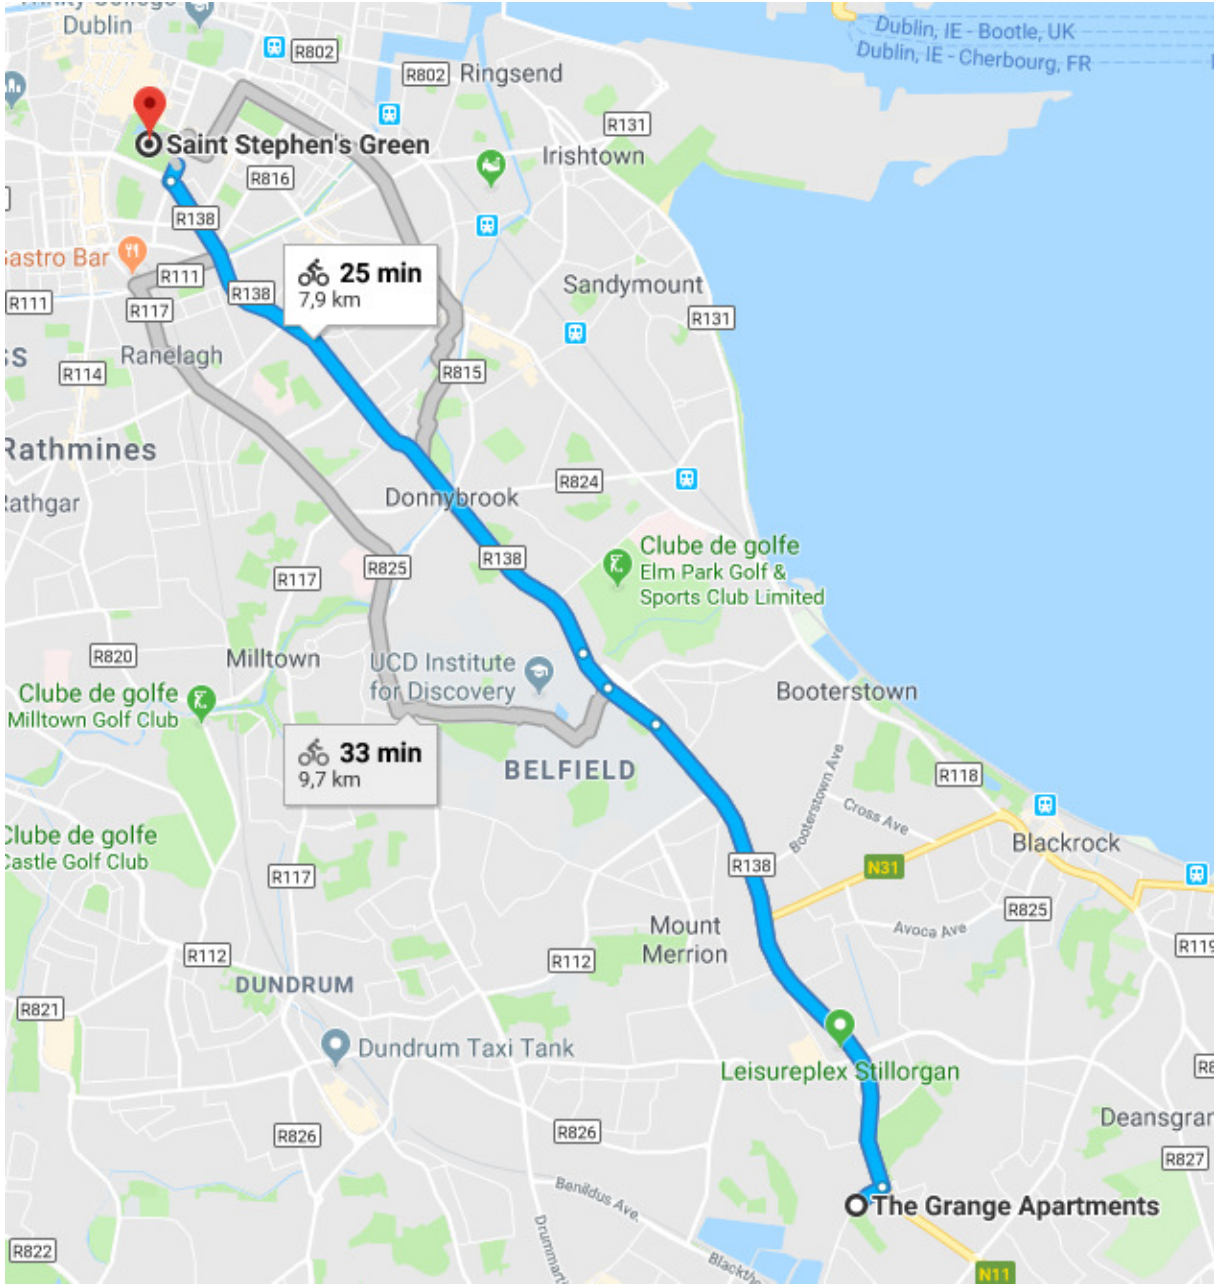 Trinity College
Dublin
R802
R802
Ringsend
Dublin, IE - Bootle, UK
Dublin, IE - Cherbourg, FR
R131
Irishtown
Saint Stephen's Green
R816
R138
Gastro Bar
R111
R138
25 min
7,9 km
Sandymount
R111
R117
R131
Ranelagh
R114
R815
Rathmines
R824
Donnybrook
R138
Clube de golfe
Elm Park Golf &
Sports Club Limited
R825
R117
R820
Milltown
UCD Institute
for Discovery
Clube de golfe
Milltown Golf Club
Booterstown
33 min
9,7 km
BELFIELD
Booterstown Ave
R118
Cross Ave
Blackrock
Clube de golfe
Castle Golf Club
R117
R138
N31
R825
Mount
Merrion
Avoca Ave
R119
R112
R112
DUNDRUM
R821
Dundrum Taxi Tank
Leisureplex Stillorgan
Deansgran
R826
R826
R827
Benildus Ave.
The Grange Apartments
R822
N11